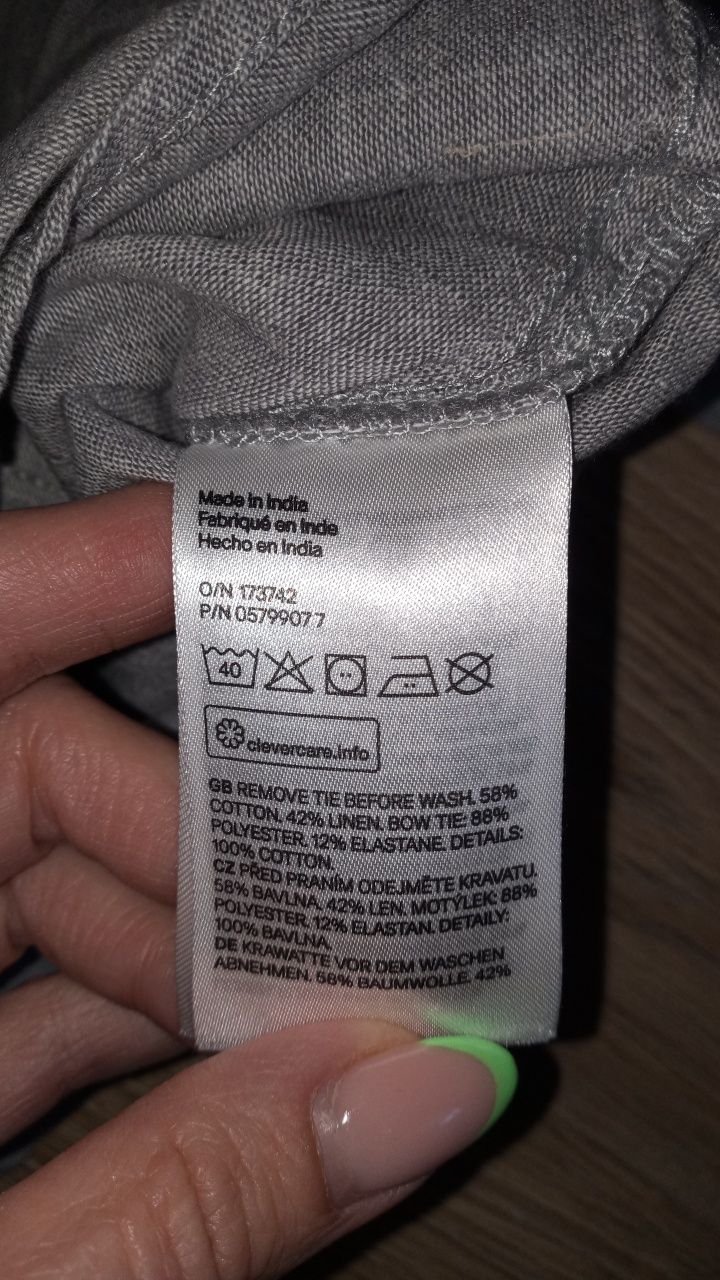 Made in India
Fabriqué en Inde
Hecho en India
O/N 173742
P/N 05799077
40
clevercare.info
GB REMOVE TIE BEFORE WASH. 58%
COTTON. 42% LINEN. BOW TIE: 88%
POLYESTER. 12% ELASTANE. DETAILS:
100% COTTON.
CZ PŘED PRANÍM ODEJMĚTE KRAVATU.
58% BAVLNA. 42% LEN. MOTÝLEK: 88%
POLYESTER. 12% ELASTAN. DETAILY:
100% BAVLNA.
DE KRAWATTE VOR DEM WASCHEN
ABNEHMEN. 58% BAUMWOLLE. 42%